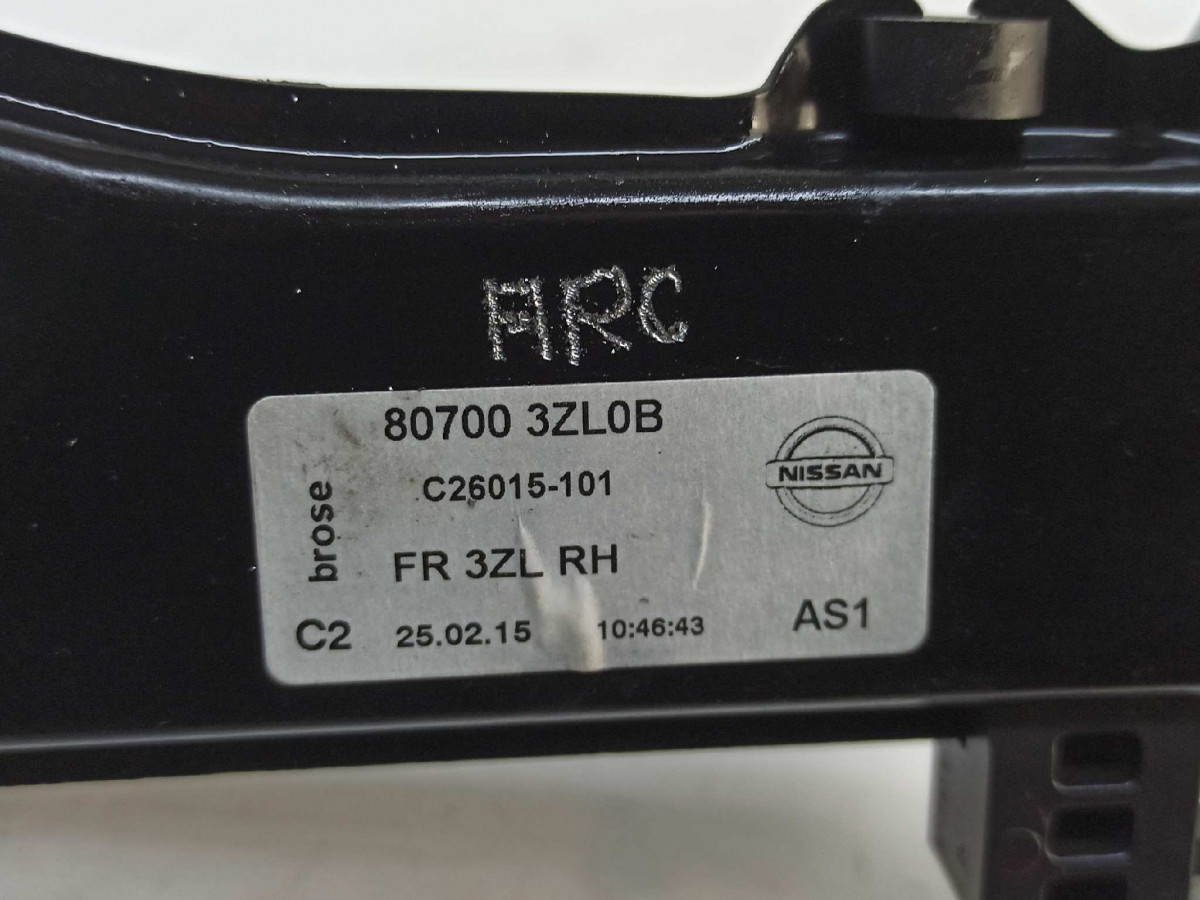 ARC
80700 3ZL0B
C26015-101
NISSAN
brose
FR 3ZL RH
C2 25.02.15 10:46:43 AS1